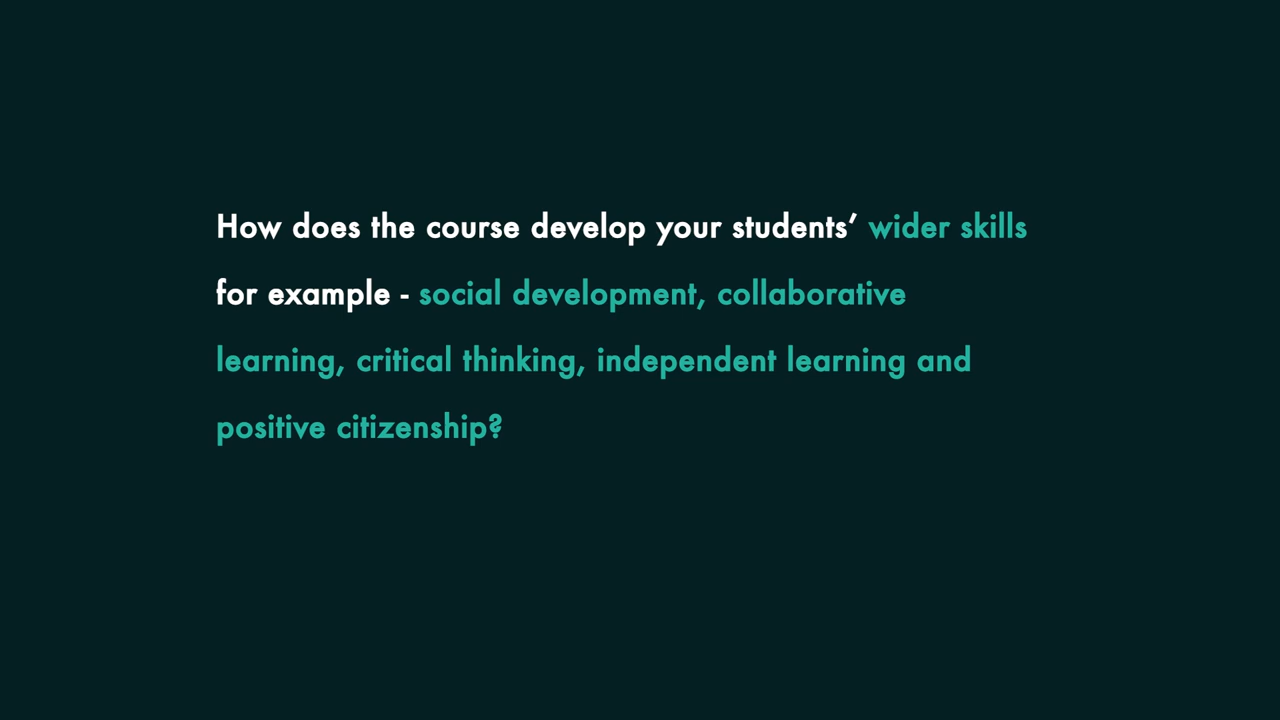 How does the course develop your students’ wider skills
for example - social development, collaborative
learning, critical thinking, independent learning and
positive citizenship?